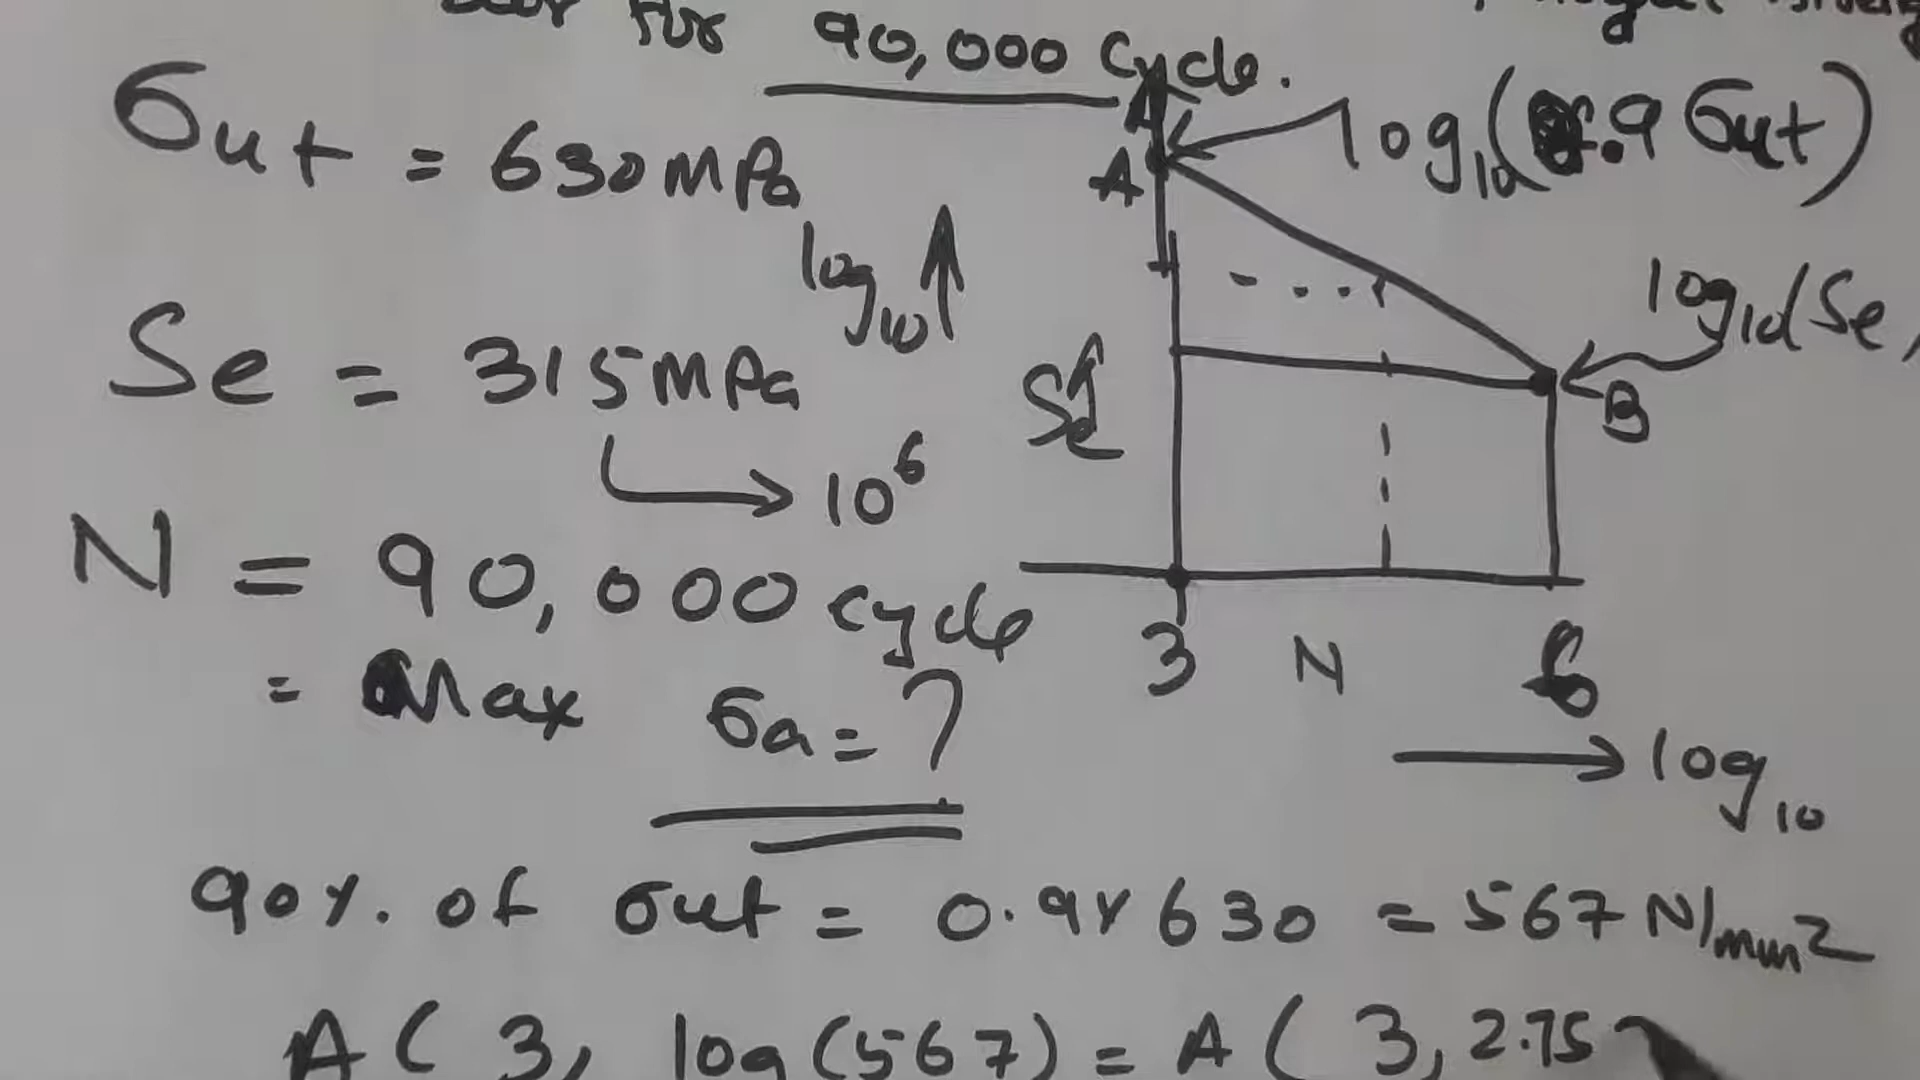 for 90,000 Cycle.
σut = 630 MPa
log10
A
log10(0.9 σut)
Se = 315 MPa
Sf
B
log10(Se
10^6
N = 90,000 cycle
3 N 6
= Max σa = ?
log10
90%. of σut = 0.9 x 630 = 567 N/mm2
A( 3, log(567) = A ( 3, 2.75